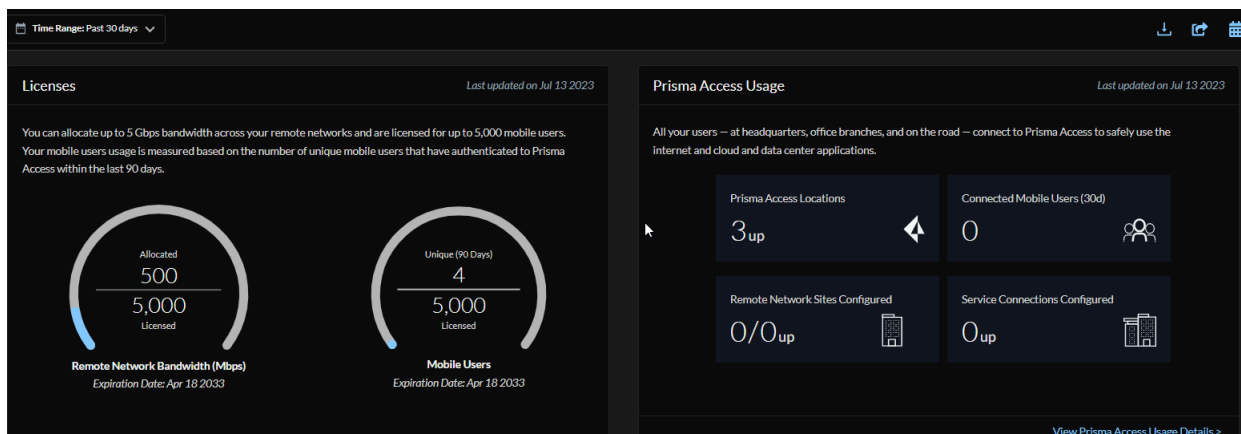 Time Range: Past 30 days
Licenses
Last updated on Jul 13 2023
You can allocate up to 5 Gbps bandwidth across your remote networks and are licensed for up to 5,000 mobile users.
Your mobile users usage is measured based on the number of unique mobile users that have authenticated to Prisma
Access within the last 90 days.
Allocated
500
5,000
Licensed
Remote Network Bandwidth (Mbps)
Expiration Date: Apr 18 2033
Unique (90 Days)
4
5,000
Licensed
Mobile Users
Expiration Date: Apr 18 2033
Prisma Access Usage
Last updated on Jul 13 2023
All your users — at headquarters, office branches, and on the road — connect to Prisma Access to safely use the
internet and cloud and data center applications.
Prisma Access Locations
3 up
Connected Mobile Users (30d)
0
Remote Network Sites Configured
0/0 up
Service Connections Configured
0 up
View Prisma Access Usage Details >